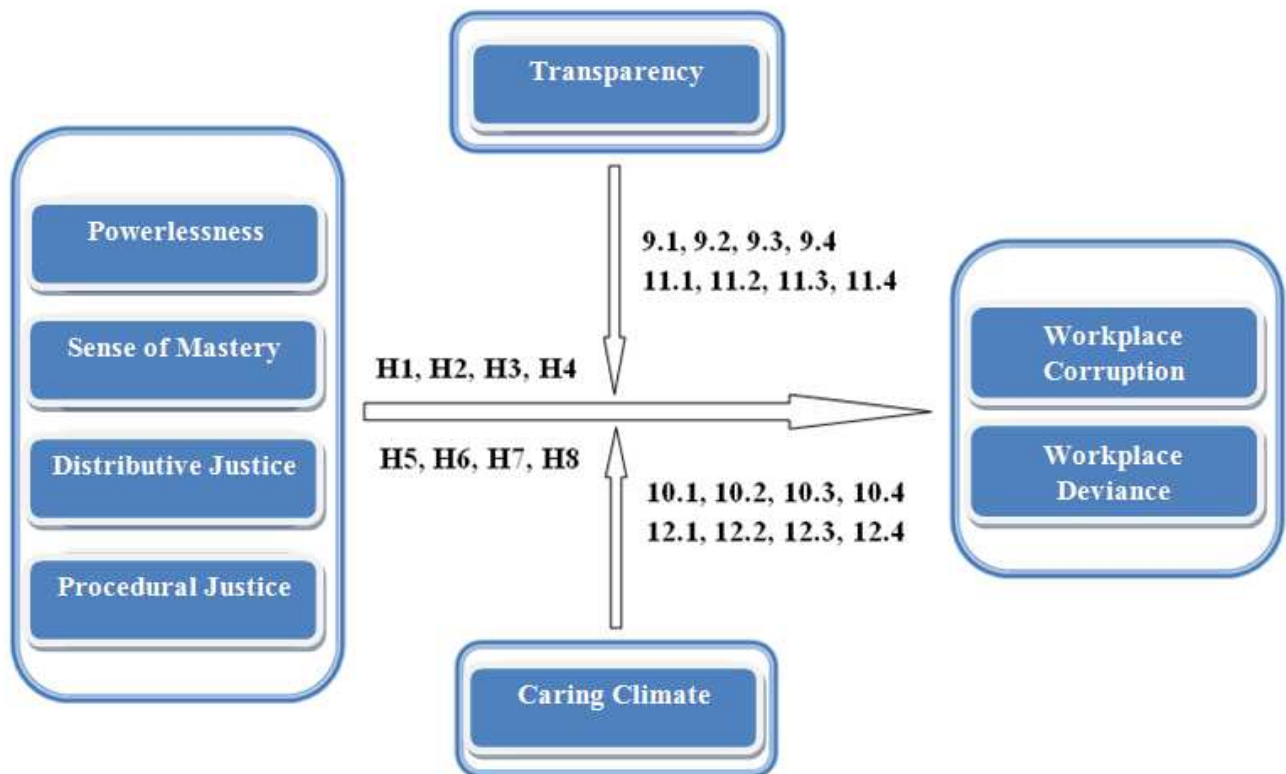 Transparency
Powerlessness
Sense of Mastery
Distributive Justice
Procedural Justice
9.1, 9.2, 9.3, 9.4
11.1, 11.2, 11.3, 11.4
H1, H2, H3, H4
H5, H6, H7, H8
10.1, 10.2, 10.3, 10.4
12.1, 12.2, 12.3, 12.4
Workplace
Corruption
Workplace
Deviance
Caring Climate